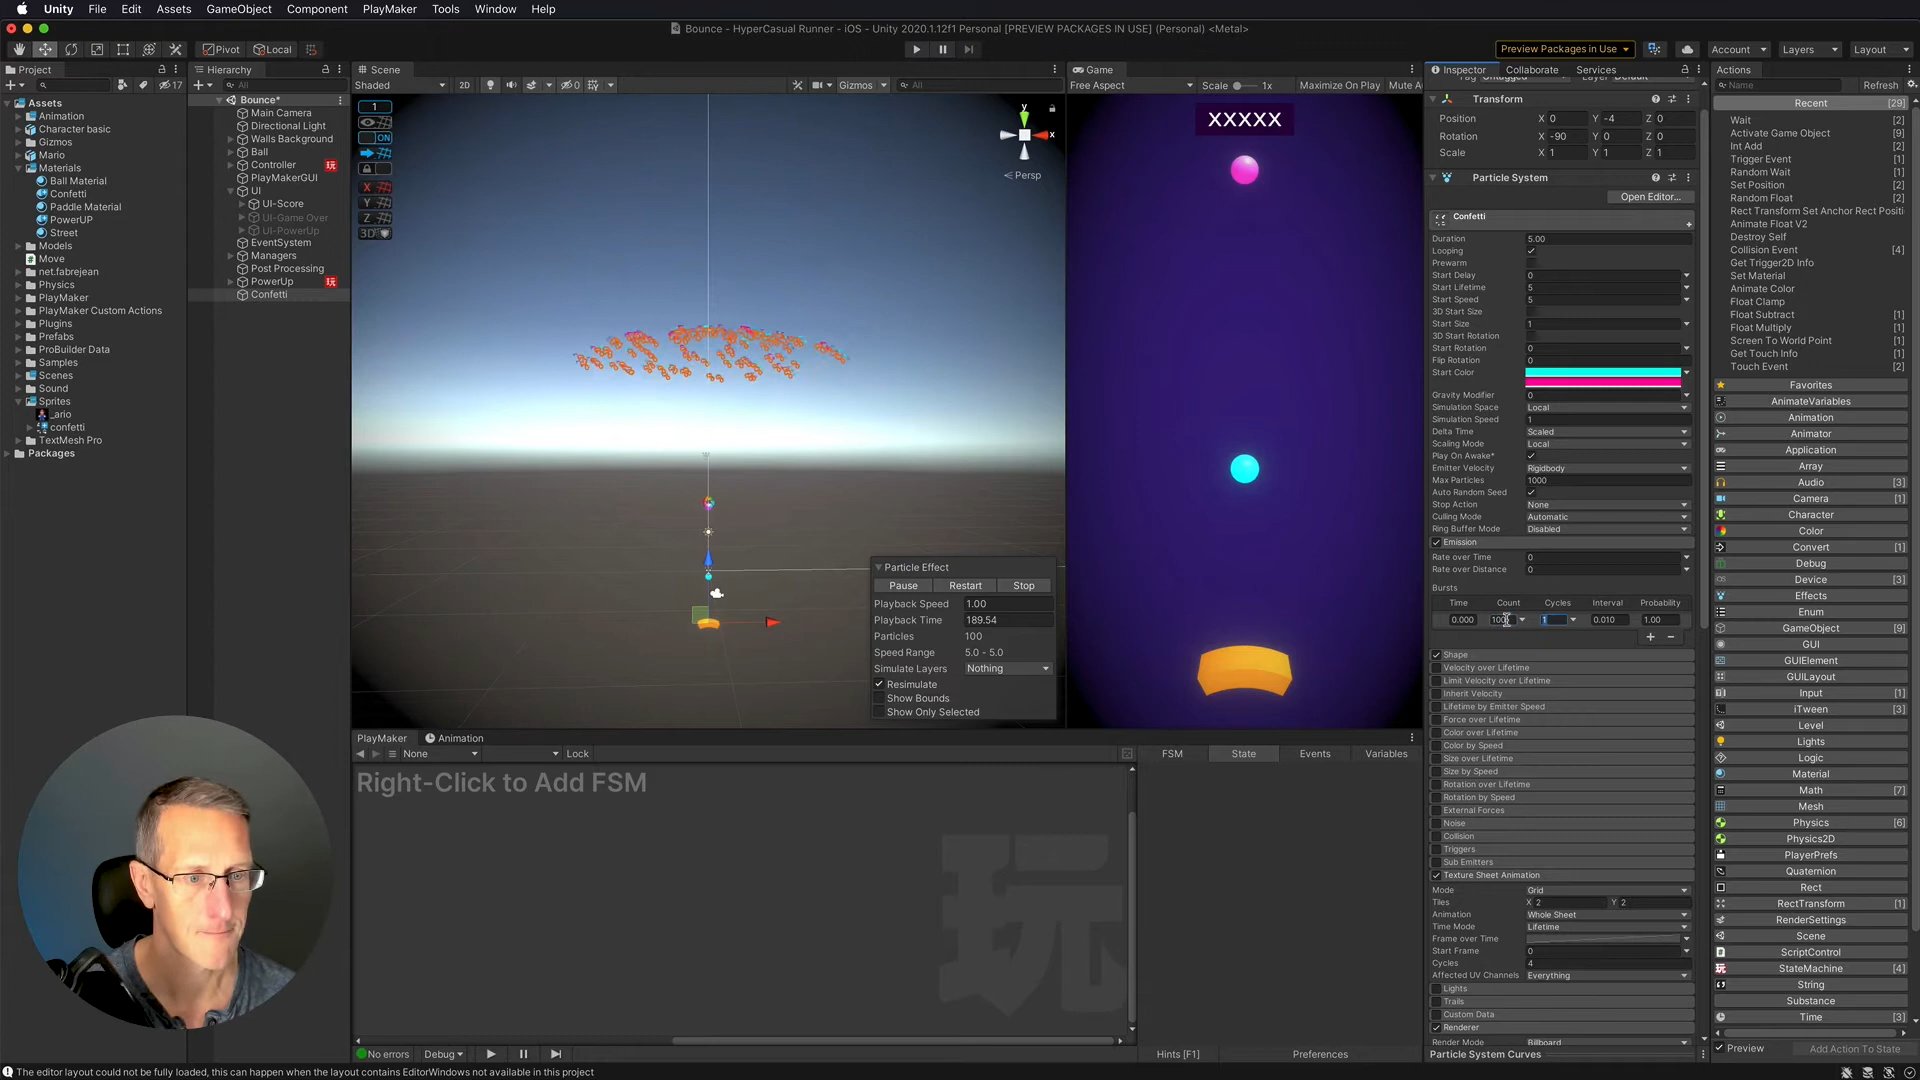 Unity File Edit Assets GameObject Component PlayMaker Tools Window Help
Bounce - HyperCasual Runner - iOS - Unity 2020.1.12f1 Personal [PREVIEW PACKAGES IN USE] (Personal) <Metal>
Pivot Local Preview Packages in Use Account Layers Layout
Project
All
17
Assets
Animation
Character basic
Gizmos
Mario
Materials
Ball Material
Confetti
Paddle Material
PowerUP
Street
Models
Move
net.fabrejean
Physics
PlayMaker
PlayMaker Custom Actions
Plugins
Prefabs
ProBuilder Data
Samples
Scenes
Sound
Sprites
_ario
confetti
TextMesh Pro
Packages
Hierarchy
All
Bounce*
Main Camera
Directional Light
Walls Background
Ball
Controller
PlayMakerGUI
UI
UI-Score
UI-Game Over
UI-PowerUp
EventSystem
Managers
Post Processing
PowerUp
Confetti
Scene
Shaded 2D 0 Gizmos All
1
ON
X
Y
Z
3D
y
x
Persp
Particle Effect
Pause Restart Stop
Playback Speed 1.00
Playback Time 189.54
Particles 100
Speed Range 5.0 - 5.0
Simulate Layers Nothing
Resimulate
Show Bounds
Show Only Selected
Game
Free Aspect Scale 1x Maximize On Play Mute Au
XXXXX
PlayMaker Animation
None Lock FSM State Events Variables
Right-Click to Add FSM
玩
No errors Debug Hints [F1] Preferences
The editor layout could not be fully loaded, this can happen when the layout contains EditorWindows not available in this project
Inspector Collaborate Services
Transform
Position X 0 Y -4 Z 0
Rotation X -90 Y 0 Z 0
Scale X 1 Y 1 Z 1
Particle System
Open Editor...
Confetti
Duration 5.00
Looping
Prewarm
Start Delay 0
Start Lifetime 5
Start Speed 5
3D Start Size
Start Size 1
3D Start Rotation
Start Rotation 0
Flip Rotation 0
Start Color
Gravity Modifier 0
Simulation Space Local
Simulation Speed 1
Delta Time Scaled
Scaling Mode Local
Play On Awake*
Emitter Velocity Rigidbody
Max Particles 1000
Auto Random Seed
Stop Action None
Culling Mode Automatic
Ring Buffer Mode Disabled
Emission
Rate over Time 0
Rate over Distance 0
Bursts
Time Count Cycles Interval Probability
0.000 100 1 0.010 1.00
Shape
Velocity over Lifetime
Limit Velocity over Lifetime
Inherit Velocity
Lifetime by Emitter Speed
Force over Lifetime
Color over Lifetime
Color by Speed
Size over Lifetime
Size by Speed
Rotation over Lifetime
Rotation by Speed
External Forces
Noise
Collision
Triggers
Sub Emitters
Texture Sheet Animation
Mode Grid
Tiles X 2 Y 2
Animation Whole Sheet
Time Mode Lifetime
Frame over Time
Start Frame 0
Cycles 4
Affected UV Channels Everything
Lights
Trails
Custom Data
Renderer
Render Mode Billboard
Particle System Curves
Actions
Name Refresh
Recent [29]
Wait [2]
Activate Game Object [2]
Int Add [2]
Trigger Event [1]
Random Wait [1]
Set Position [2]
Random Float [2]
Rect Transform Set Anchor Rect Positi
Animate Float V2 [2]
Destroy Self [2]
Collision Event [4]
Get Trigger2D Info [2]
Set Material [2]
Animate Color [2]
Float Clamp [2]
Float Subtract [1]
Float Multiply [1]
Screen To World Point [1]
Get Touch Info [1]
Touch Event [1]
Favorites
AnimateVariables
Animation
Animator
Application
Array
Audio [3]
Camera [1]
Character
Color
Convert [1]
Debug
Device [3]
Effects
Enum
GameObject [9]
GUI
GUIElement
GUILayout
Input [1]
iTween [3]
Level
Lights
Logic
Material
Math [7]
Mesh
Physics [6]
Physics2D
PlayerPrefs
Quaternion
Rect
RectTransform [1]
RenderSettings
Scene
ScriptControl
StateMachine [4]
String
Substance
Time [3]
Preview Add Action To State